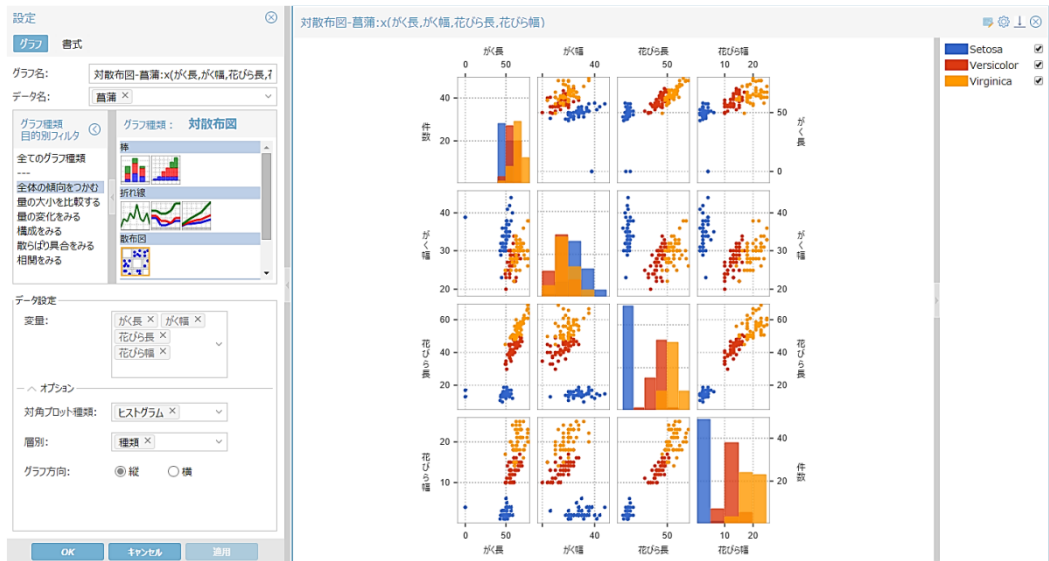 設定
グラフ 書式
グラフ名: 対散布図-菖蒲:x(がく長,がく幅,花びら長,花
データ名: 菖蒲 ×
グラフ種類
目的別フィルタ
全てのグラフ種類
---
全体の傾向をつかむ
量の大小を比較する
量の変化をみる
構成をみる
散らばり具合をみる
相関をみる
グラフ種類: 対散布図
棒
折れ線
散布図
データ設定
変量: がく長 × がく幅 ×
花びら長 ×
花びら幅 ×
オプション
対角プロット種類: ヒストグラム ×
層別: 種類 ×
グラフ方向: 縦 横
OK キャンセル 適用
対散布図-菖蒲:x(がく長,がく幅,花びら長,花びら幅)
がく長 がく幅 花びら長 花びら幅
0 50 40 50 10 20
件数 40 20
50 0 がく長
がく幅 40 30 20
40 30 20 がく幅
花びら長 60 40 20
60 40 20 花びら長
花びら幅 20 10
40 20 件数
0 50 40 50 10 20
がく長 がく幅 花びら長 花びら幅
Setosa
Versicolor
Virginica